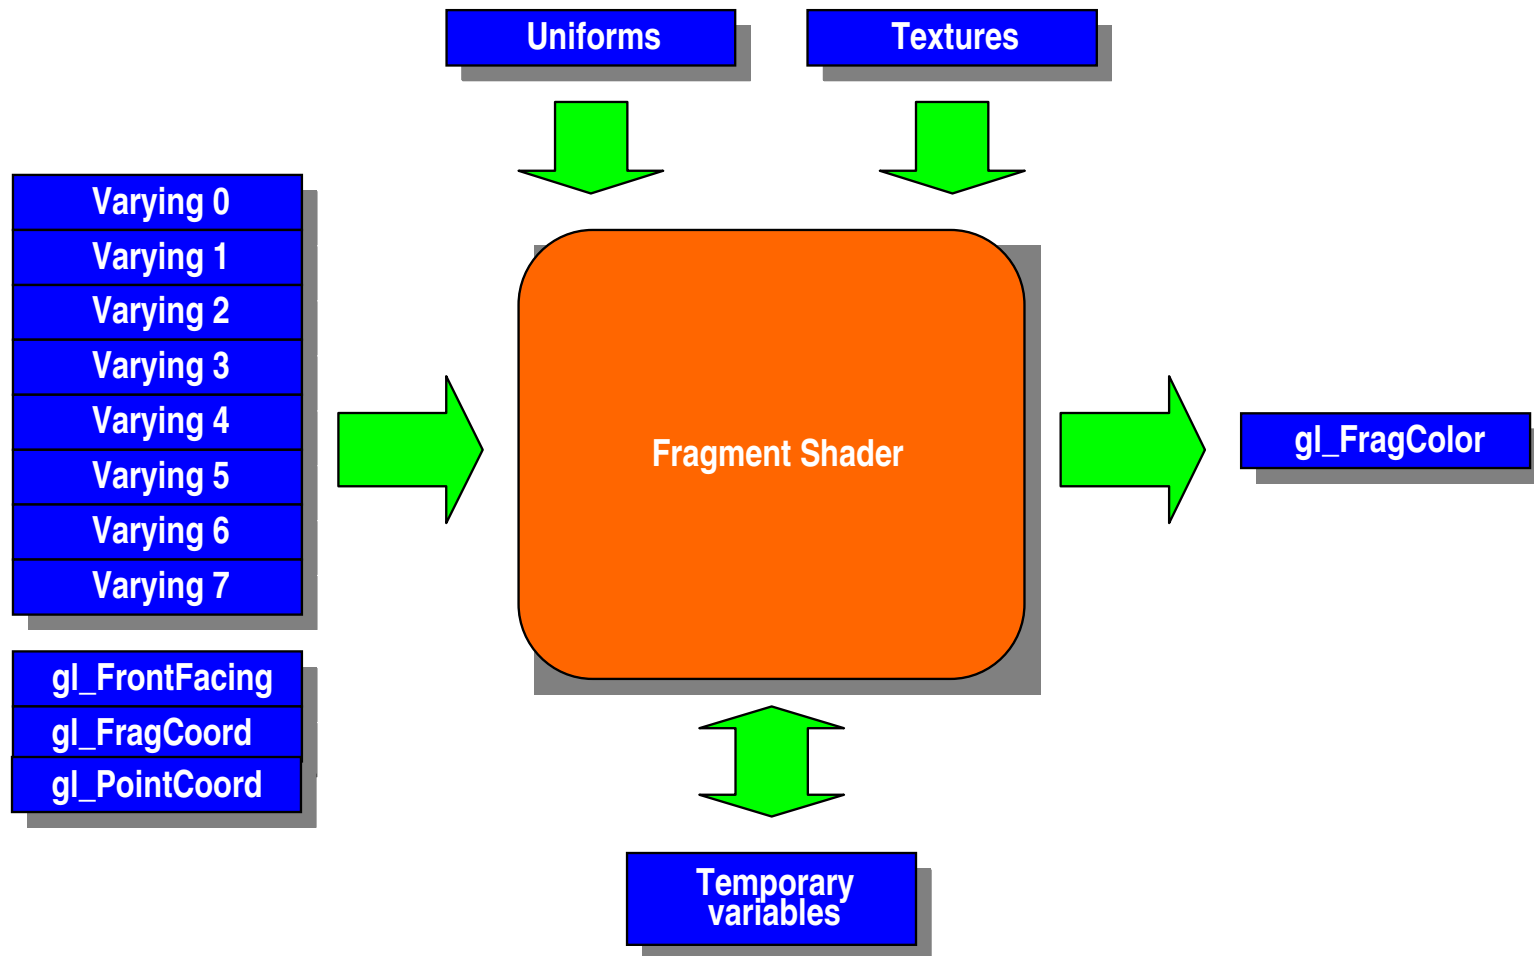 Uniforms
Textures
Varying 0
Varying 1
Varying 2
Varying 3
Varying 4
Varying 5
Varying 6
Varying 7
gl_FrontFacing
gl_FragCoord
gl_PointCoord
Fragment Shader
gl_FragColor
Temporary
variables